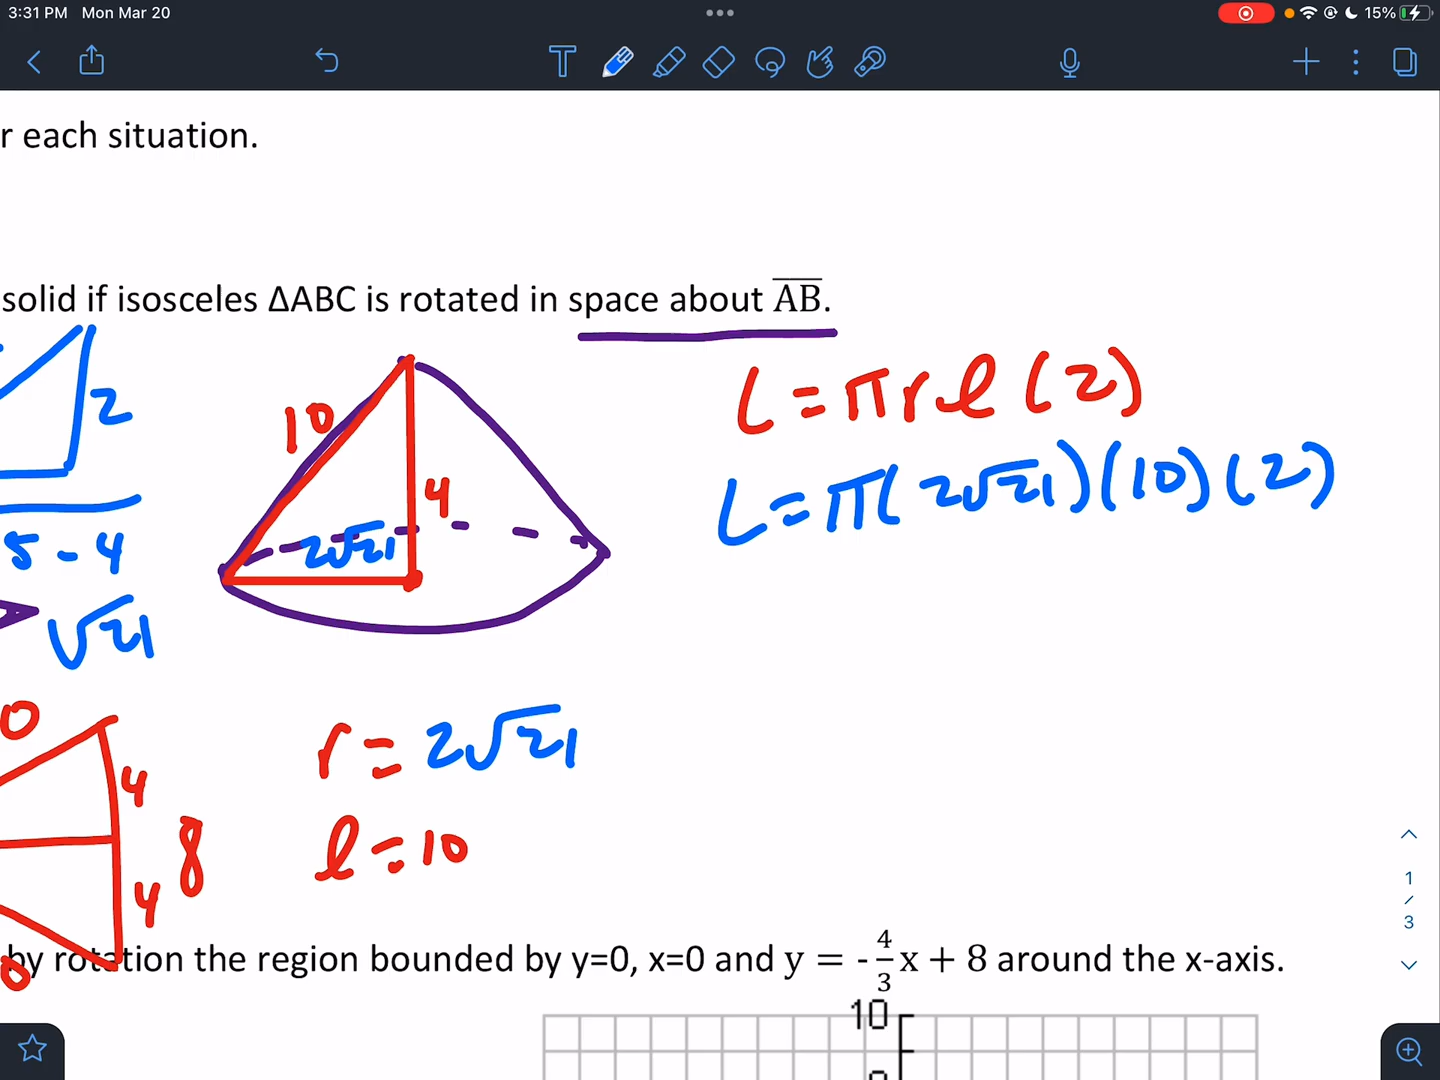 3:31 PM Mon Mar 20
15%
r each situation.
solid if isosceles ΔABC is rotated in space about AB.
2
10
4
2√21
L = πrl(2)
L = π(2√21)(10)(2)
5 - 4
√21
0
4
8
4
0
r = 2√21
l = 10
by rotation the region bounded by y=0, x=0 and y = -4/3x + 8 around the x-axis.
10
1
/
3